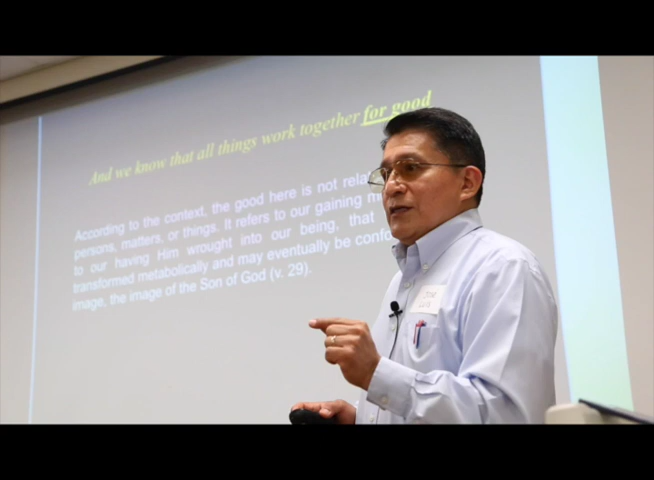 And we know that all things work together for good
According to the context, the good here is not rela
persons, matters, or things. It refers to our gaining m
to our having Him wrought into our being, that
transformed metabolically and may eventually be confo
image, the image of the Son of God (v. 29).